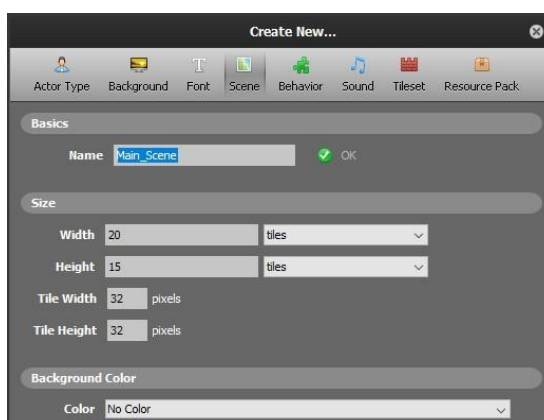 Create New...
Actor Type Background Font Scene Behavior Sound Tileset Resource Pack
Basics
Name Main_Scene OK
Size
Width 20 tiles
Height 15 tiles
Tile Width 32 pixels
Tile Height 32 pixels
Background Color
Color No Color